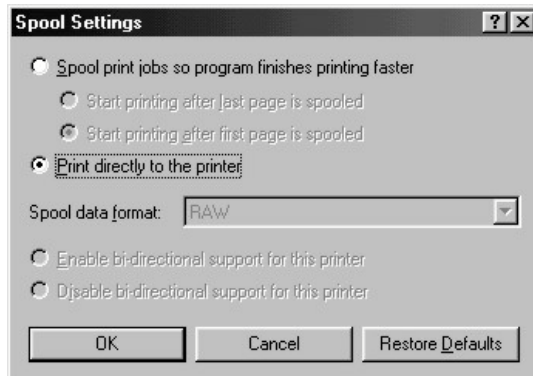 Spool Settings
Spool print jobs so program finishes printing faster
Start printing after last page is spooled
Start printing after first page is spooled
Print directly to the printer
Spool data format: RAW
Enable bi-directional support for this printer
Disable bi-directional support for this printer
OK Cancel Restore Defaults